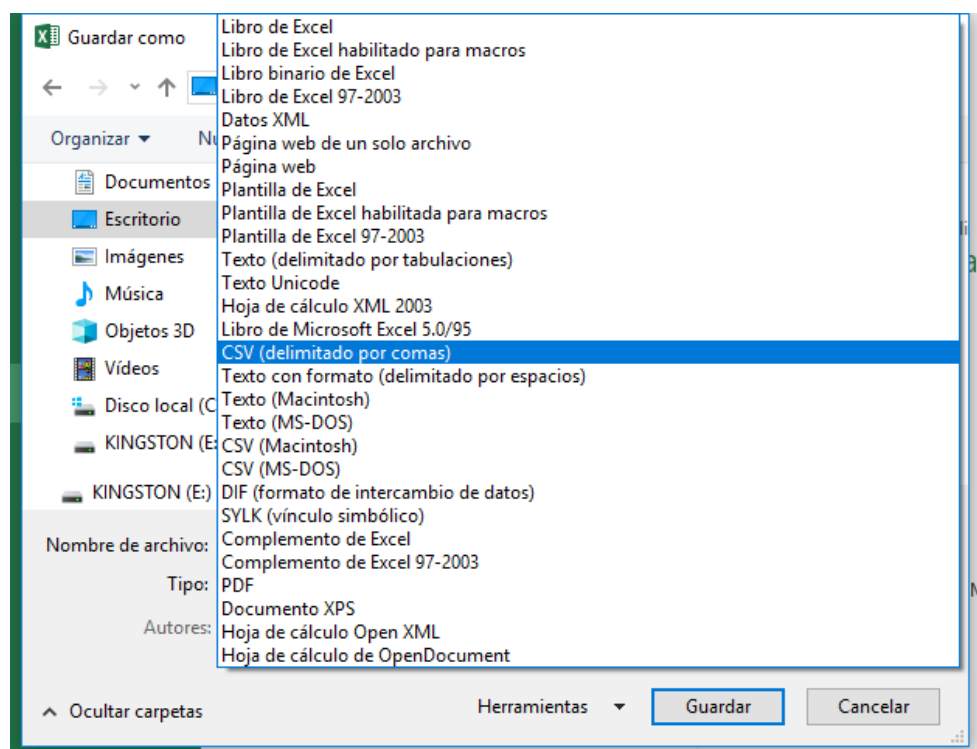 Guardar como
Organizar
Nu
Documentos
Escritorio
Imágenes
Música
Objetos 3D
Vídeos
Disco local (C
KINGSTON (E:
KINGSTON (E:)
Libro de Excel
Libro de Excel habilitado para macros
Libro binario de Excel
Libro de Excel 97-2003
Datos XML
Página web de un solo archivo
Página web
Plantilla de Excel
Plantilla de Excel habilitada para macros
Plantilla de Excel 97-2003
Texto (delimitado por tabulaciones)
Texto Unicode
Hoja de cálculo XML 2003
Libro de Microsoft Excel 5.0/95
CSV (delimitado por comas)
Texto con formato (delimitado por espacios)
Texto (Macintosh)
Texto (MS-DOS)
CSV (Macintosh)
CSV (MS-DOS)
DIF (formato de intercambio de datos)
SYLK (vínculo simbólico)
Complemento de Excel
Complemento de Excel 97-2003
PDF
Documento XPS
Hoja de cálculo Open XML
Hoja de cálculo de OpenDocument
Nombre de archivo:
Tipo:
Autores:
Ocultar carpetas
Herramientas
Guardar
Cancelar